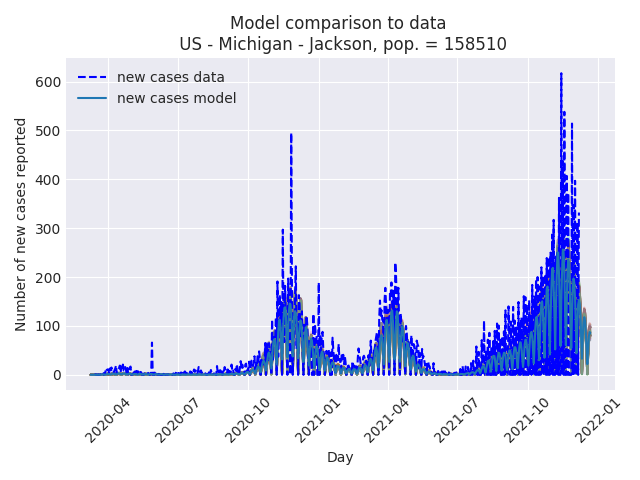 Model comparison to data
US - Michigan - Jackson, pop. = 158510
new cases data
new cases model
Number of new cases reported
600
500
400
300
200
100
0
2020-04
2020-07
2020-10
2021-01
2021-04
2021-07
2021-10
2022-01
Day